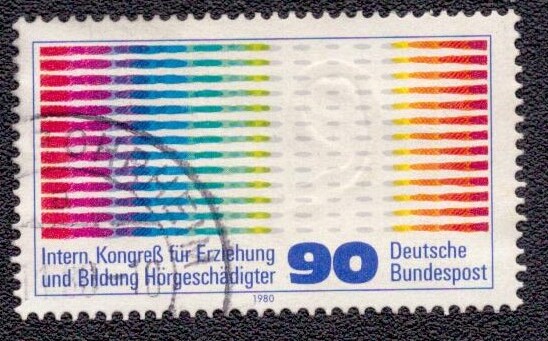 Intern. Kongreß für Erziehung
und Bildung Hörgeschädigter
90
Deutsche
Bundespost
1980